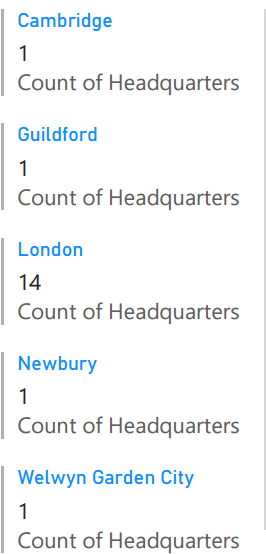 Cambridge
1
Count of Headquarters
Guildford
1
Count of Headquarters
London
14
Count of Headquarters
Newbury
1
Count of Headquarters
Welwyn Garden City
1
Count of Headquarters